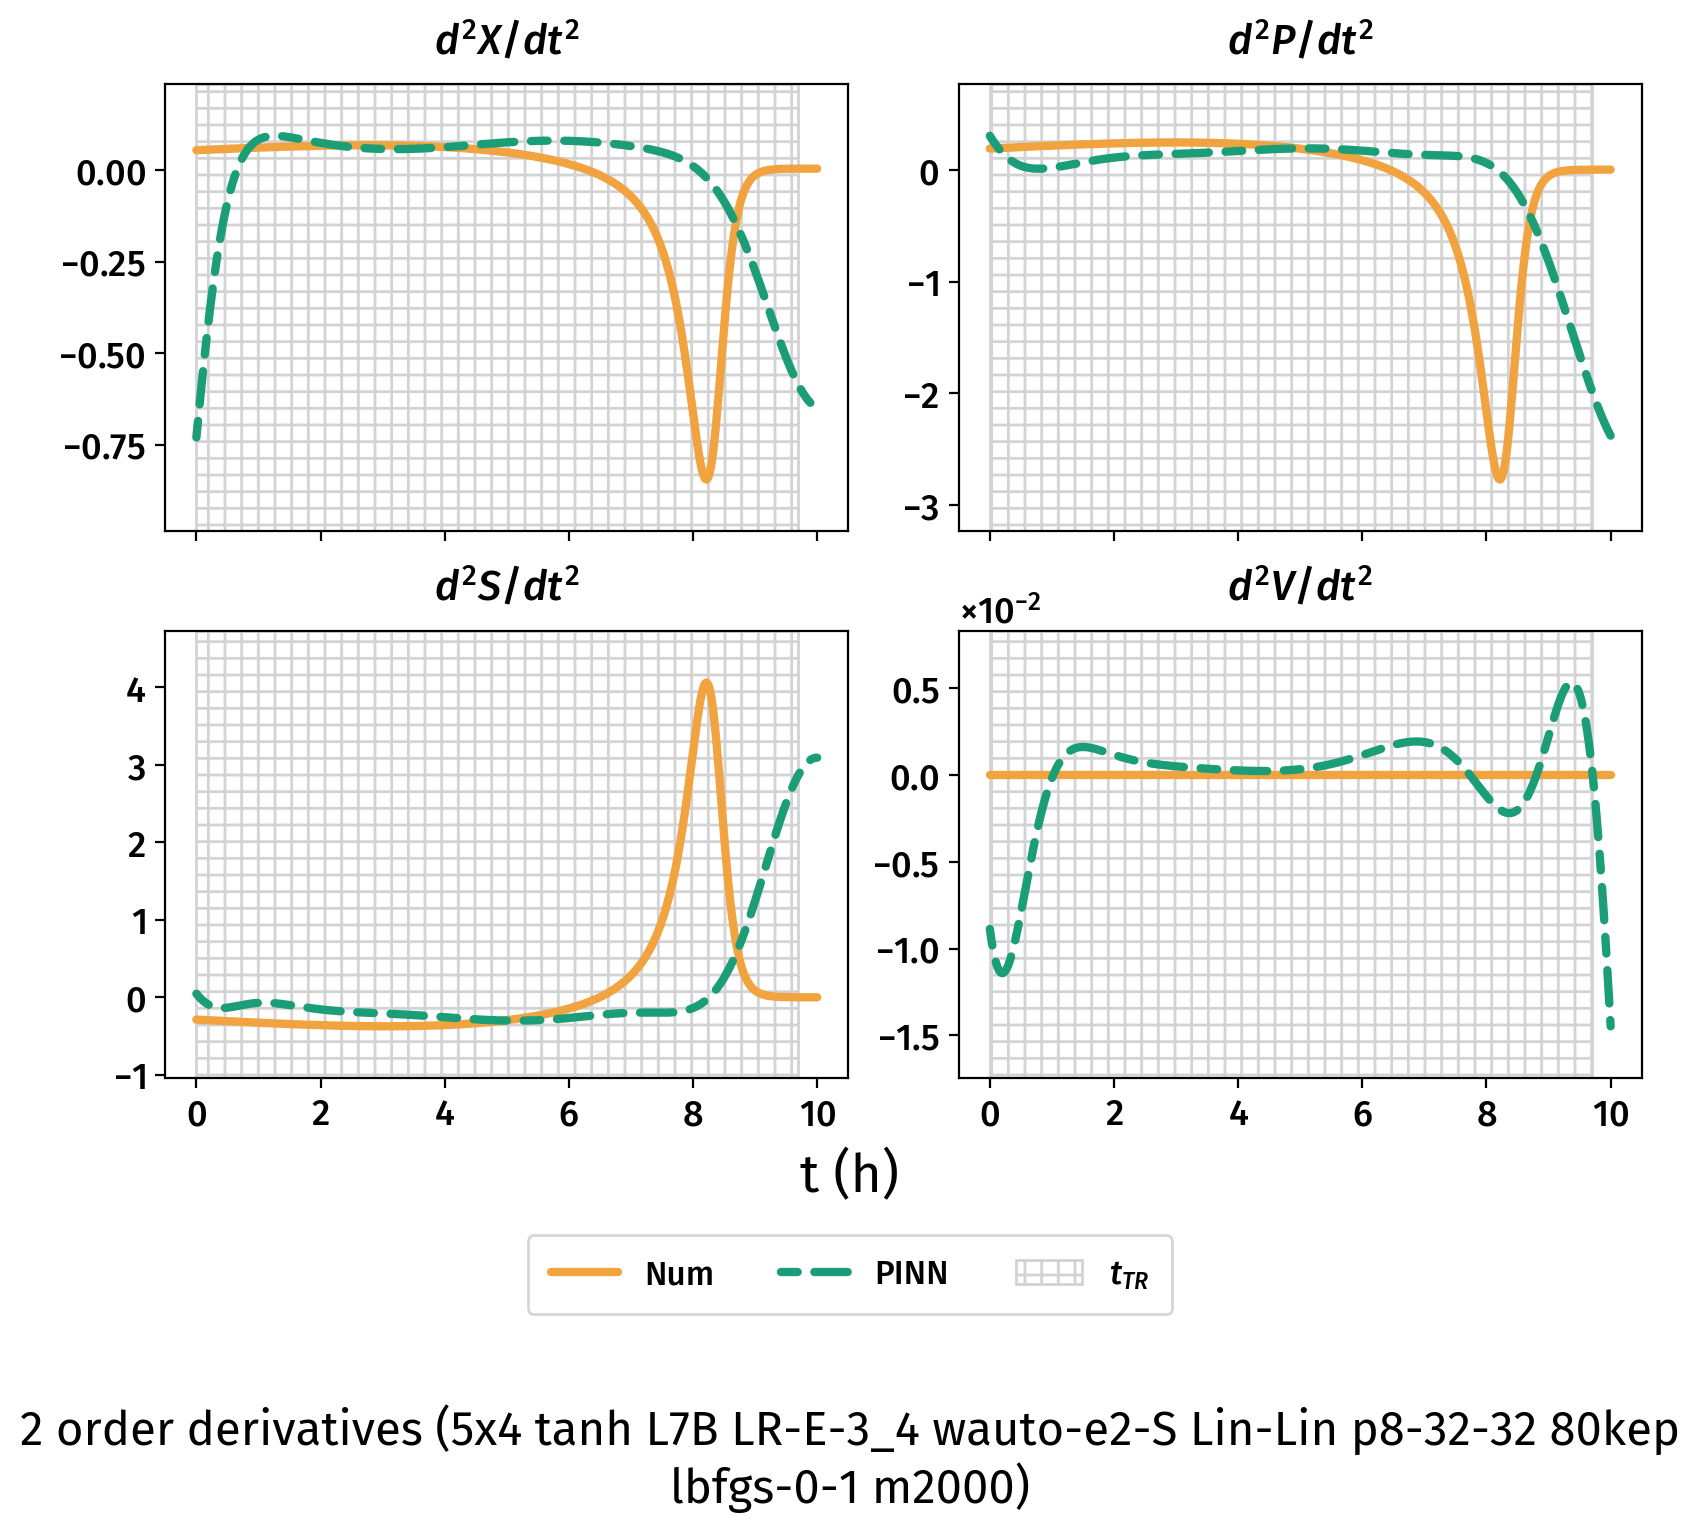 d²X/dt²
d²P/dt²
0.00
−0.25
−0.50
−0.75
0
−1
−2
−3
d²S/dt²
d²V/dt²
×10⁻²
4
3
2
1
0
−1
0.5
0.0
−0.5
−1.0
−1.5
0 2 4 6 8 10
0 2 4 6 8 10
t (h)
Num PINN t_TR
2 order derivatives (5x4 tanh L7B LR-E-3_4 wauto-e2-S Lin-Lin p8-32-32 80kep
lbfgs-0-1 m2000)